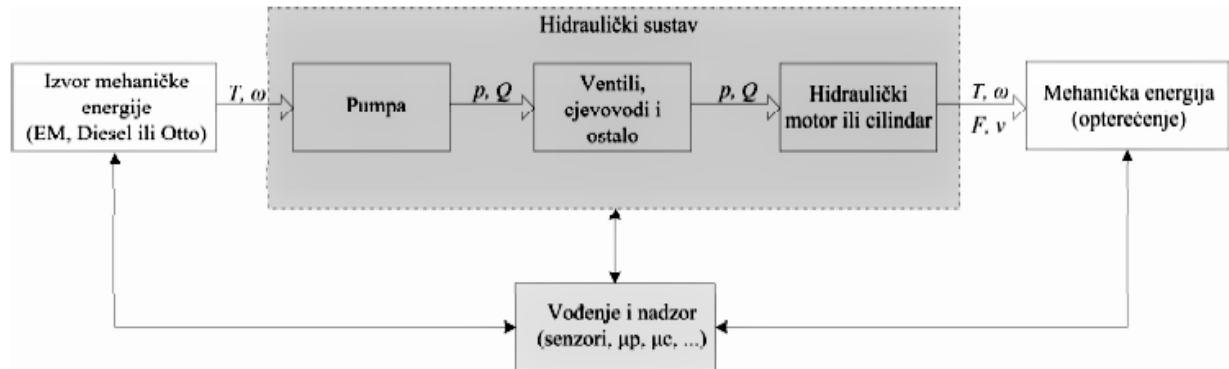 Hidraulički sustav
Izvor mehaničke
energije
(EM, Diesel ili Otto)
T, ω
Pumpa
p, Q
Ventili,
cjevovodi i
ostalo
p, Q
Hidraulički
motor ili cilindar
T, ω
F, v
Mehanička energija
(opterećenje)
Vođenje i nadzor
(senzori, μp, μc, ...)